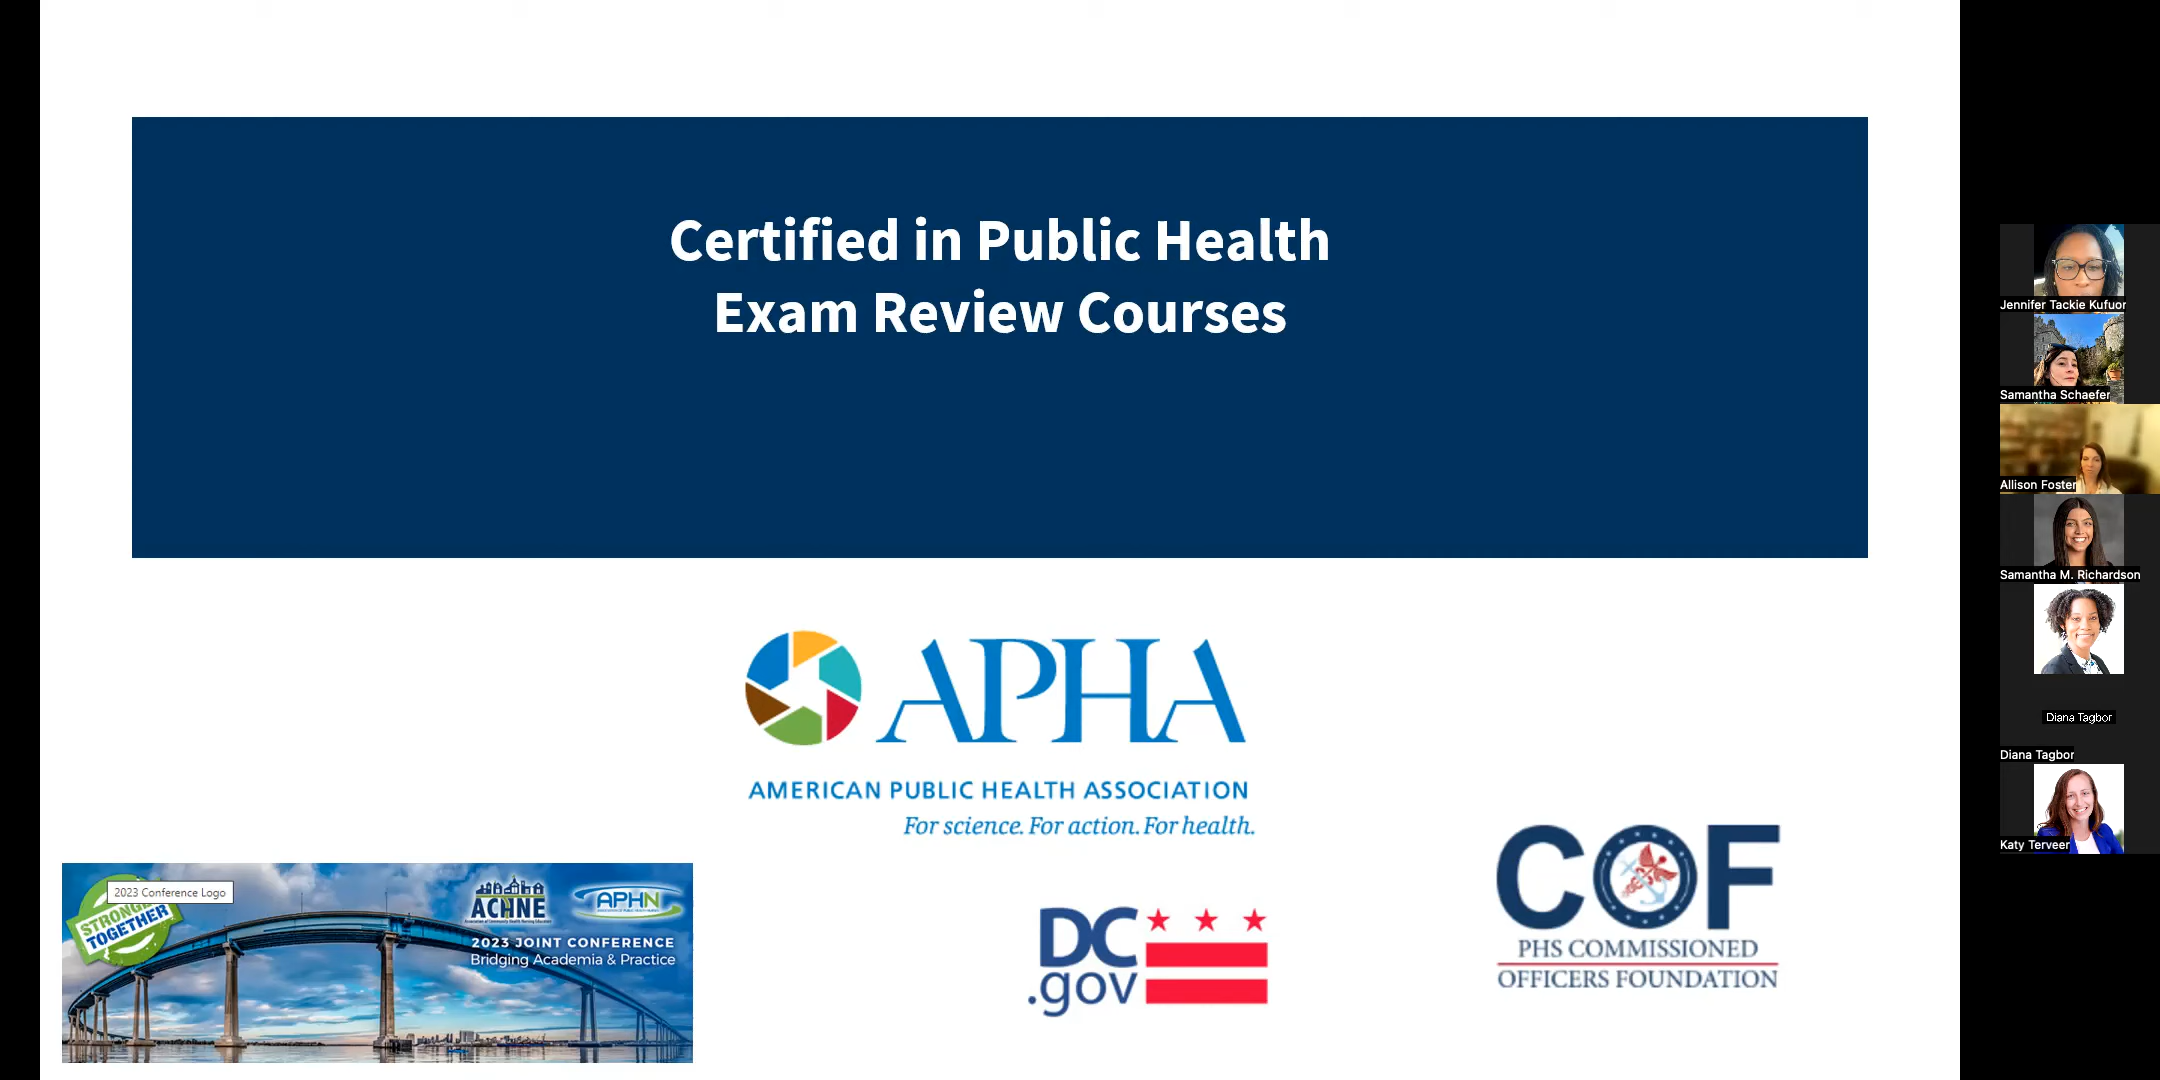 Certified in Public Health
Exam Review Courses
APHA
AMERICAN PUBLIC HEALTH ASSOCIATION
For science. For action. For health.
2023 Conference Logo
STRONGER
TOGETHER
ACHNE
APHN
2023 JOINT CONFERENCE
Bridging Academia & Practice
DC
.gov
COF
PHS COMMISSIONED
OFFICERS FOUNDATION
Jennifer Tackie Kufuor
Samantha Schaefer
Allison Foster
Samantha M. Richardson
Diana Tagbor
Diana Tagbor
Katy Terveer